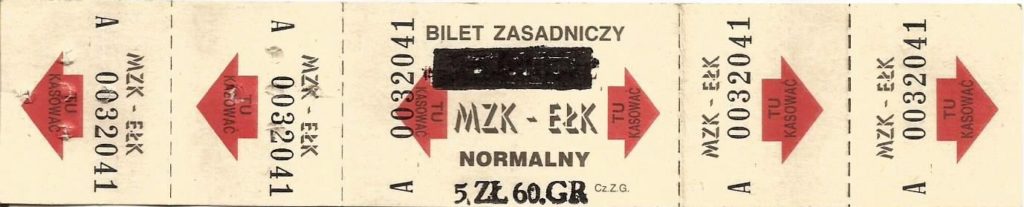 TU KASOWAĆ
A 0032041
MZK - EŁK
TU KASOWAĆ
A 0032041
MZK - EŁK
A 0032041
BILET ZASADNICZY
TU KASOWAĆ
MZK - EŁK
TU KASOWAĆ
NORMALNY
5,ZŁ 60.GR
Cz.Z.G.
MZK - EŁK
A 0032041
TU KASOWAĆ
MZK - EŁK
A 0032041
TU KASOWAĆ